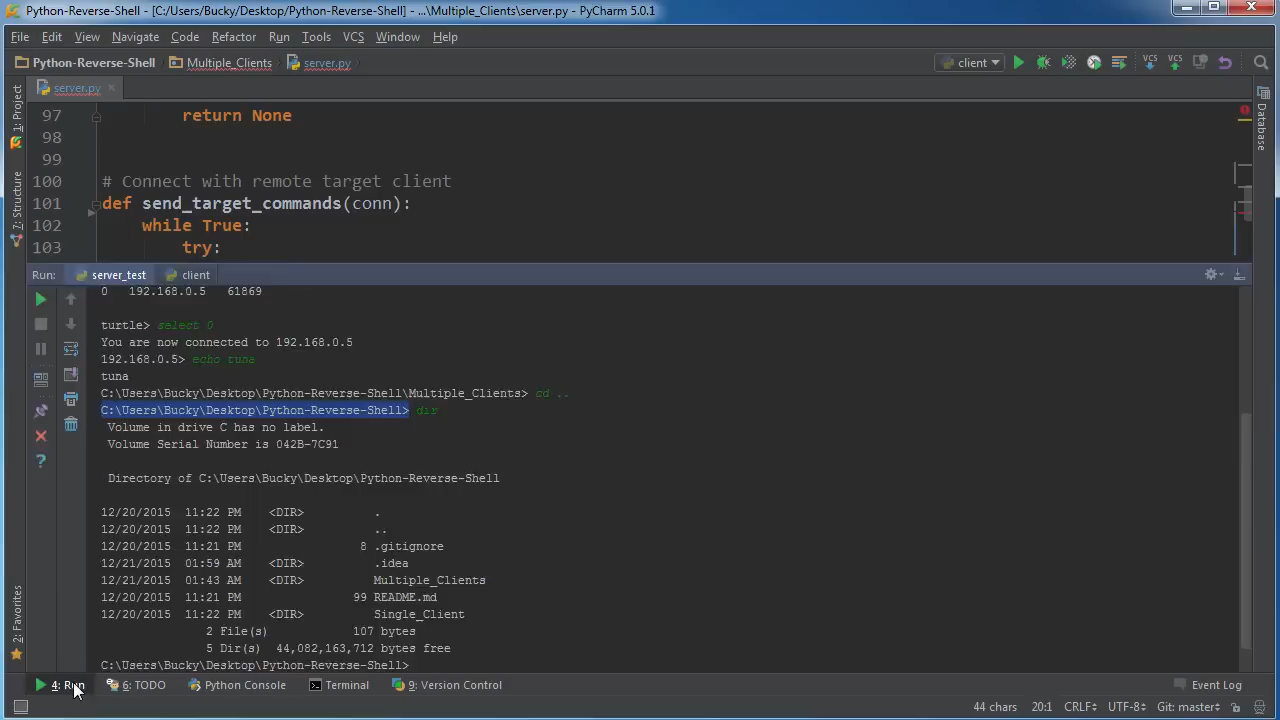 Python-Reverse-Shell - [C:\Users\Bucky\Desktop\Python-Reverse-Shell] - ...\Multiple_Clients\server.py - PyCharm 5.0.1
File Edit View Navigate Code Refactor Run Tools VCS Window Help
Python-Reverse-Shell Multiple_Clients server.py client VCS VCS
1: Project
7: Structure
2: Favorites
server.py
97 return None
98
99
100 # Connect with remote target client
101 def send_target_commands(conn):
102 while True:
103 try:
Database
Run: server_test client
0 192.168.0.5 61869
turtle> select 0
You are now connected to 192.168.0.5
192.168.0.5> echo tuna
tuna
C:\Users\Bucky\Desktop\Python-Reverse-Shell\Multiple_Clients> cd ..
C:\Users\Bucky\Desktop\Python-Reverse-Shell> dir
Volume in drive C has no label.
Volume Serial Number is 042B-7C91
Directory of C:\Users\Bucky\Desktop\Python-Reverse-Shell
12/20/2015 11:22 PM <DIR> .
12/20/2015 11:22 PM <DIR> ..
12/20/2015 11:21 PM 8 .gitignore
12/21/2015 01:59 AM <DIR> .idea
12/21/2015 01:43 AM <DIR> Multiple_Clients
12/20/2015 11:21 PM 99 README.md
12/20/2015 11:22 PM <DIR> Single_Client
2 File(s) 107 bytes
5 Dir(s) 44,082,163,712 bytes free
C:\Users\Bucky\Desktop\Python-Reverse-Shell>
4: Run 6: TODO Python Console Terminal 9: Version Control Event Log
44 chars 20:1 CRLF UTF-8 Git: master